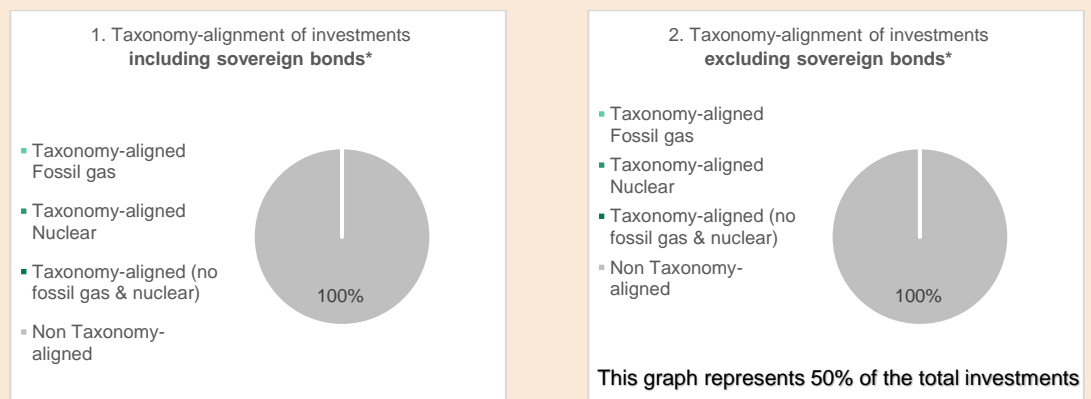 1. Taxonomy-alignment of investments
including sovereign bonds*
Taxonomy-aligned
Fossil gas
Taxonomy-aligned
Nuclear
Taxonomy-aligned (no
fossil gas & nuclear)
Non Taxonomy-
aligned
100%
2. Taxonomy-alignment of investments
excluding sovereign bonds*
Taxonomy-aligned
Fossil gas
Taxonomy-aligned
Nuclear
Taxonomy-aligned (no
fossil gas & nuclear)
Non Taxonomy-
aligned
100%
This graph represents 50% of the total investments